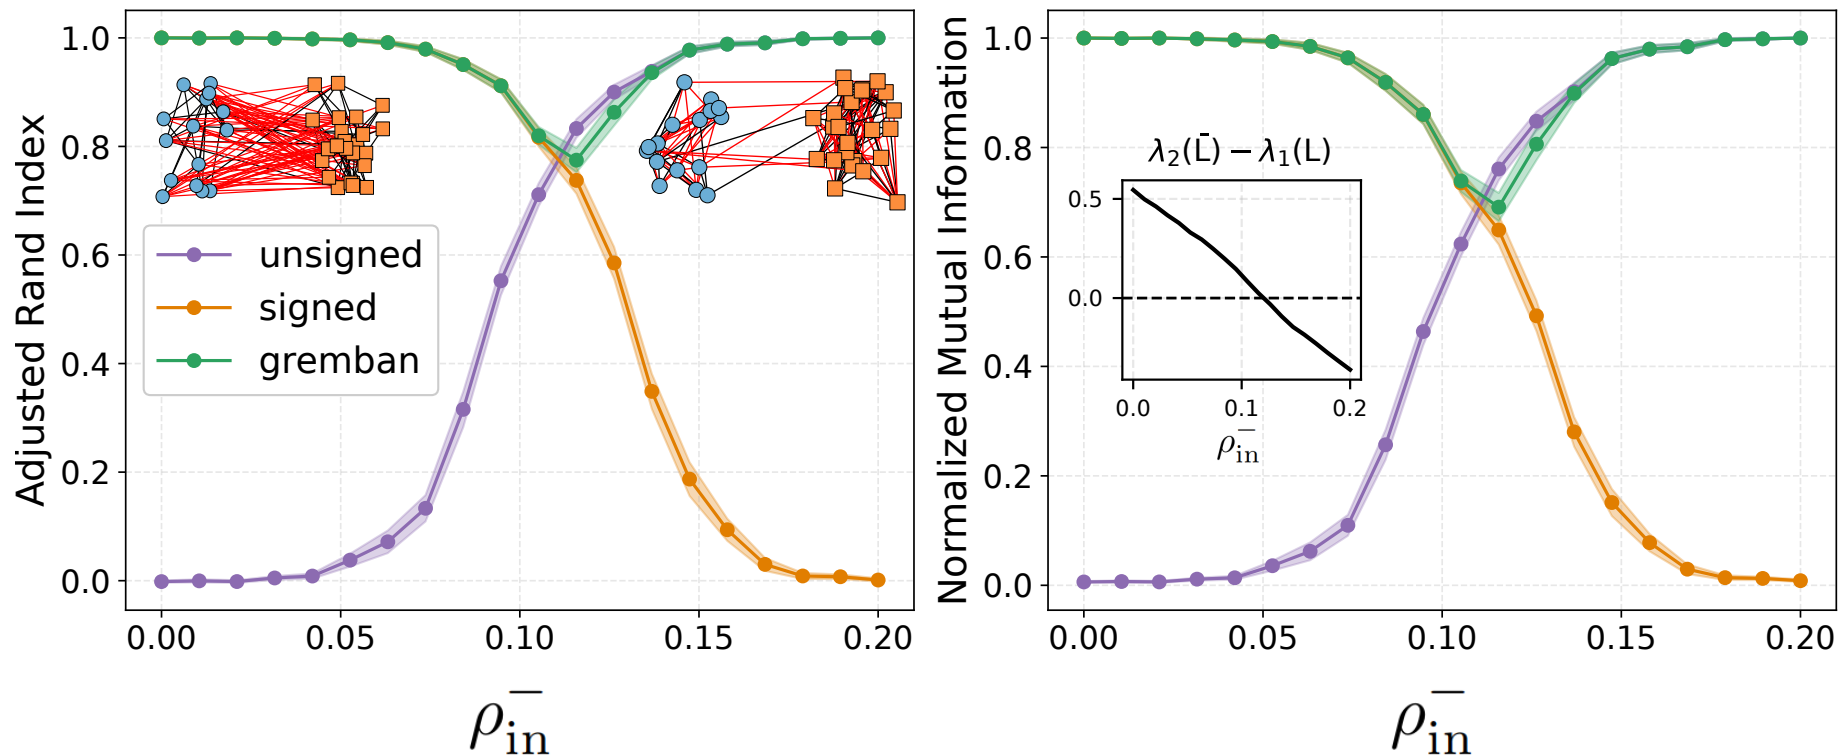 Adjusted Rand Index
1.0
0.8
0.6
0.4
0.2
0.0
unsigned
signed
gremban
0.00 0.05 0.10 0.15 0.20
ρ⁻in
Normalized Mutual Information
1.0
0.8
0.6
0.4
0.2
0.0
λ₂(L̄) − λ₁(L)
0.5
0.0
0.0 0.1 0.2
ρ⁻in
0.00 0.05 0.10 0.15 0.20
ρ⁻in